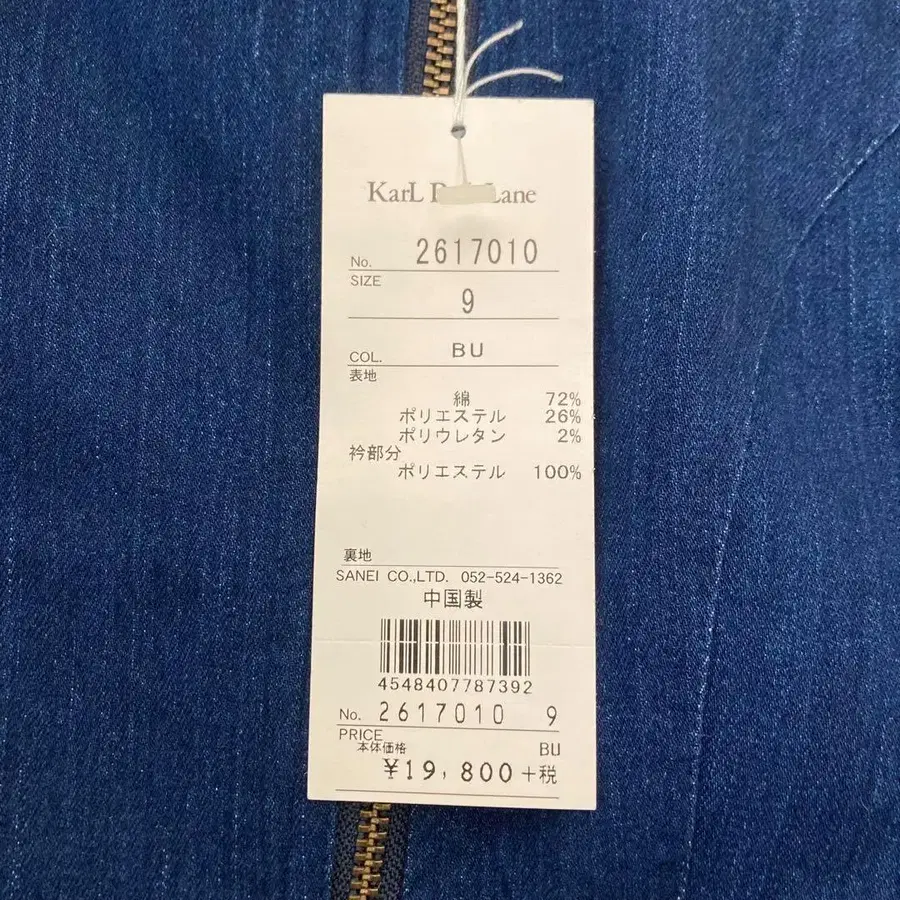 KarL Lane
No. 2617010
SIZE
9
COL. BU
表地
綿 72%
ポリエステル 26%
ポリウレタン 2%
衿部分
ポリエステル 100%
裏地
SANEI CO.,LTD. 052-524-1362
中国製
4548407787392
No. 2617010 9
PRICE
本体価格 BU
¥19,800+税